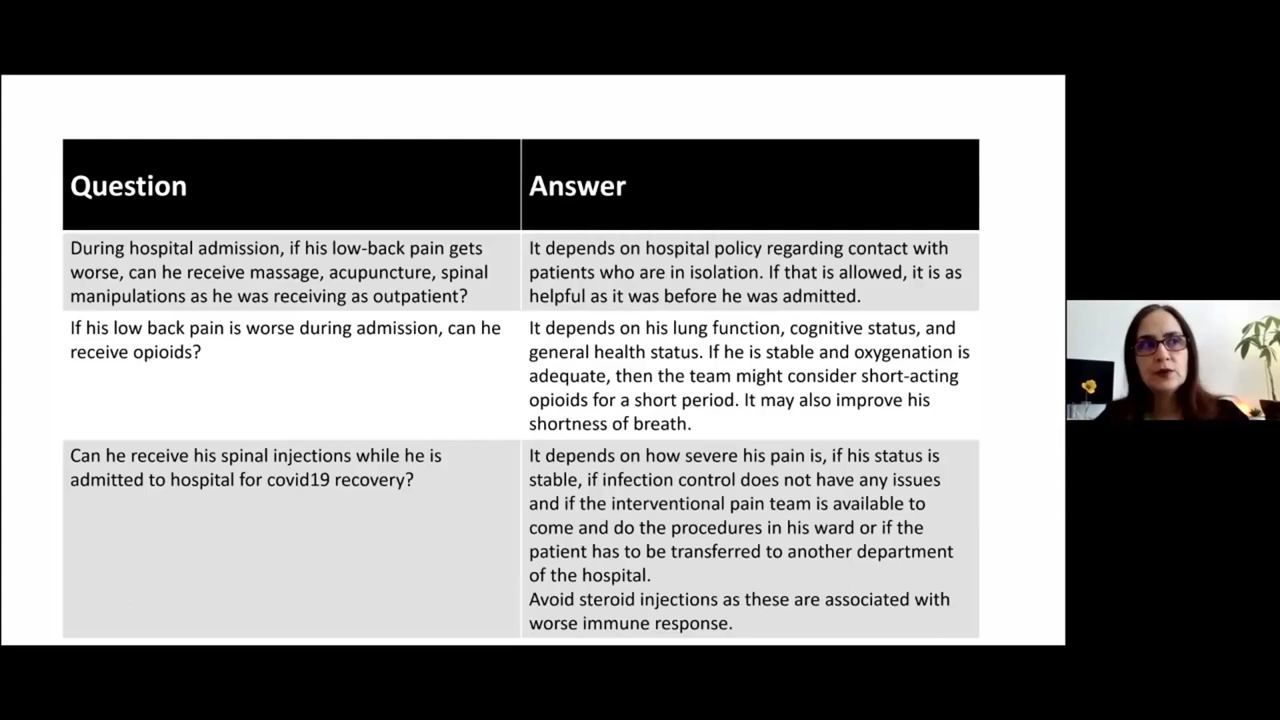 Question
Answer
During hospital admission, if his low-back pain gets
worse, can he receive massage, acupuncture, spinal
manipulations as he was receiving as outpatient?
It depends on hospital policy regarding contact with
patients who are in isolation. If that is allowed, it is as
helpful as it was before he was admitted.
If his low back pain is worse during admission, can he
receive opioids?
It depends on his lung function, cognitive status, and
general health status. If he is stable and oxygenation is
adequate, then the team might consider short-acting
opioids for a short period. It may also improve his
shortness of breath.
Can he receive his spinal injections while he is
admitted to hospital for covid19 recovery?
It depends on how severe his pain is, if his status is
stable, if infection control does not have any issues
and if the interventional pain team is available to
come and do the procedures in his ward or if the
patient has to be transferred to another department
of the hospital.
Avoid steroid injections as these are associated with
worse immune response.